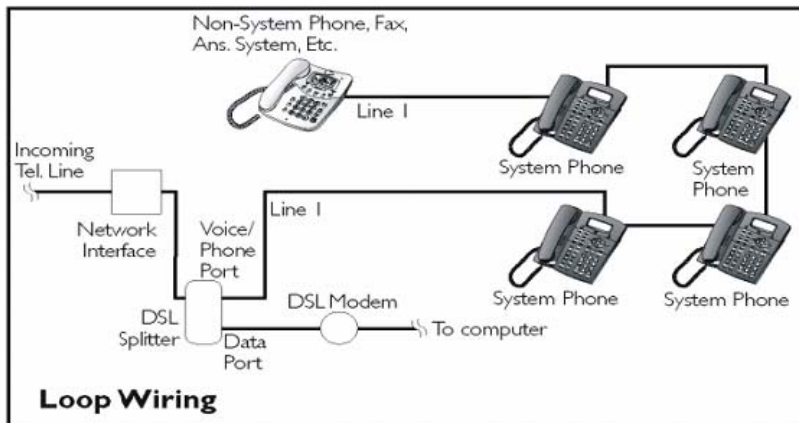 Non-System Phone, Fax,
Ans. System, Etc.
Line 1
System Phone
System
Phone
Incoming
Tel. Line
Network
Interface
Voice/
Phone
Port
Line 1
System Phone
System Phone
DSL
Splitter
Data
Port
DSL Modem
To computer
Loop Wiring